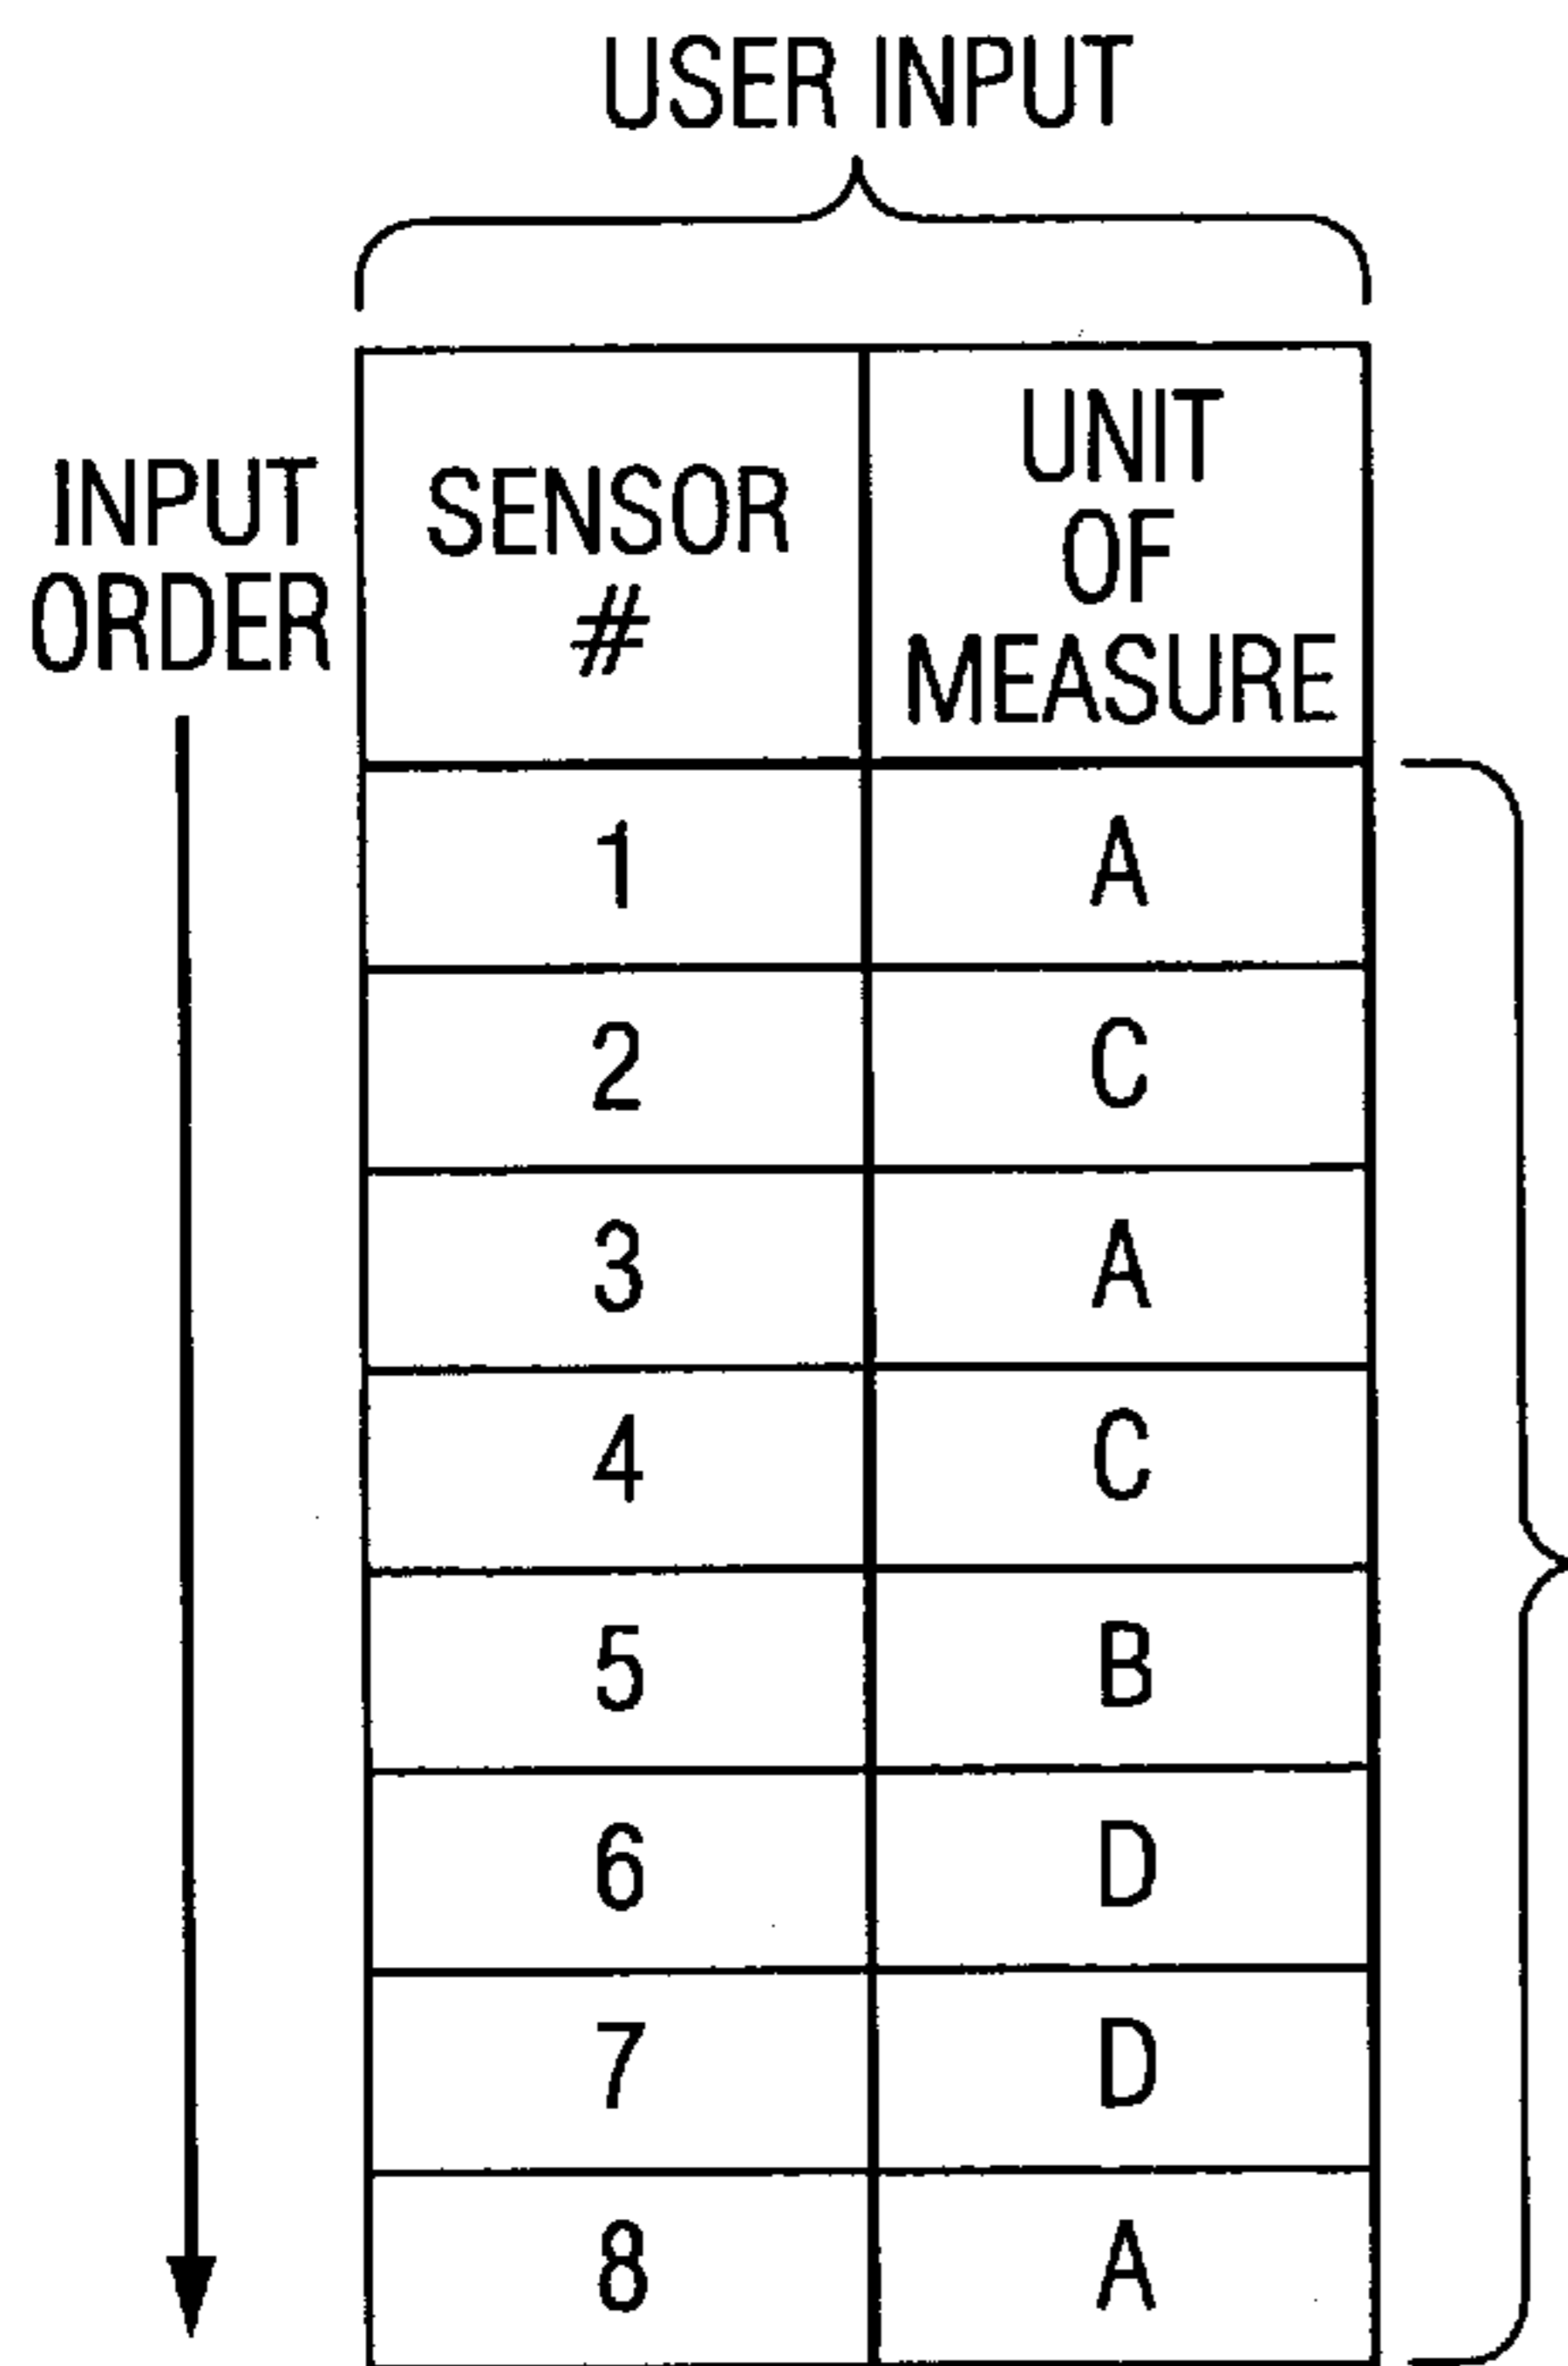 USER INPUT
INPUT
ORDER
SENSOR
#
UNIT
OF
MEASURE
1 A
2 C
3 A
4 C
5 B
6 D
7 D
8 A